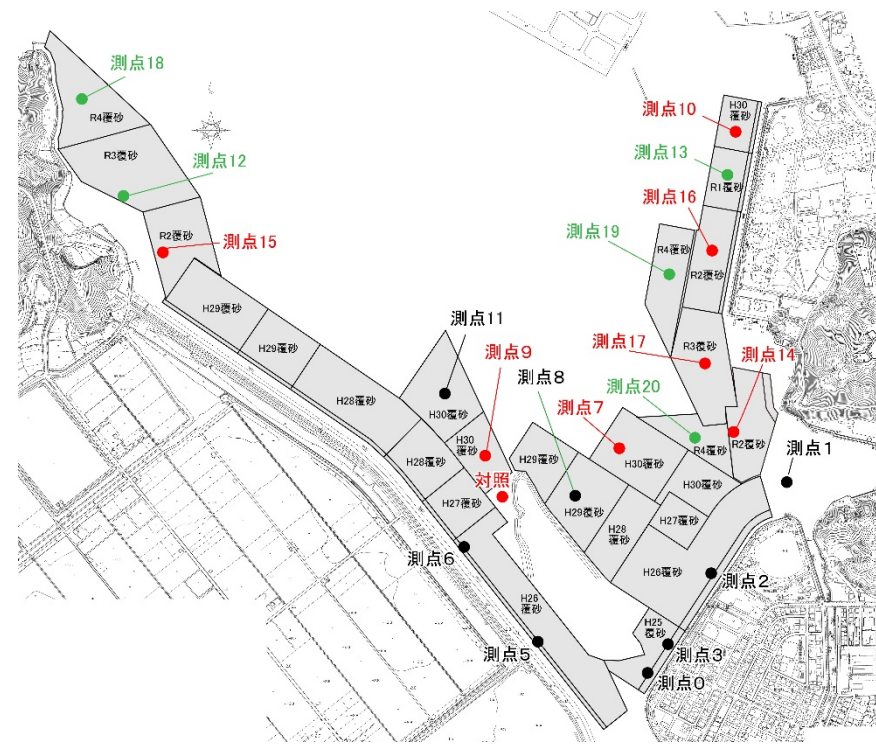 測点18
R4覆砂
R3覆砂
測点12
R2覆砂
測点15
H29覆砂
H29覆砂
H28覆砂
H28覆砂
H27覆砂
測点11
H30覆砂
測点9
H30
覆砂
対照
測点6
H26
覆砂
測点5
測点10
H30
覆砂
測点13
R1覆砂
測点16
R2覆砂
測点19
R4覆砂
測点17
R3覆砂
測点14
R2覆砂
測点20
R4覆砂
測点8
測点7
H29覆砂
H30覆砂
H30覆砂
H29覆砂
H28
覆砂
H27覆砂
測点1
H26覆砂
測点2
H25
覆砂
測点3
測点0